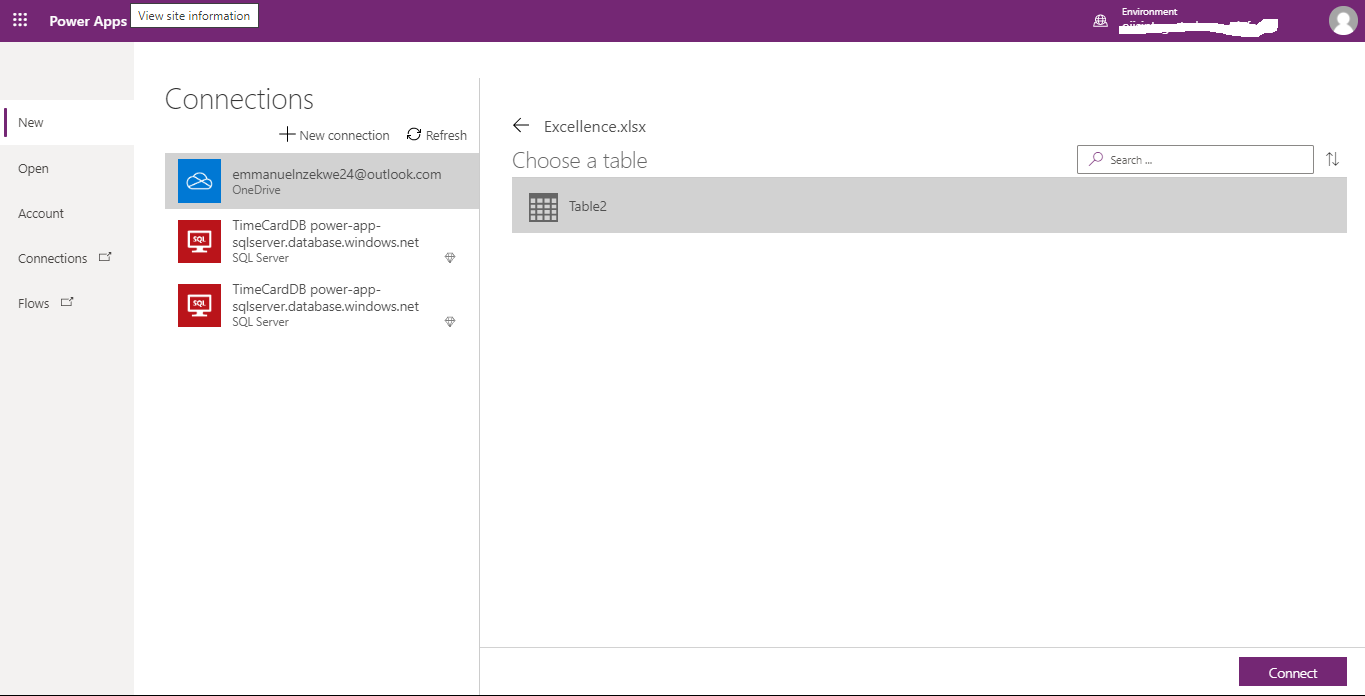 Power Apps
View site information
Environment
New
Open
Account
Connections
Flows
Connections
New connection
Refresh
emmanuelnzekwe24@outlook.com
OneDrive
TimeCardDB power-app-
sqlserver.database.windows.net
SQL Server
SQL
TimeCardDB power-app-
sqlserver.database.windows.net
SQL Server
SQL
Excellence.xlsx
Choose a table
Search ...
Table2
Connect